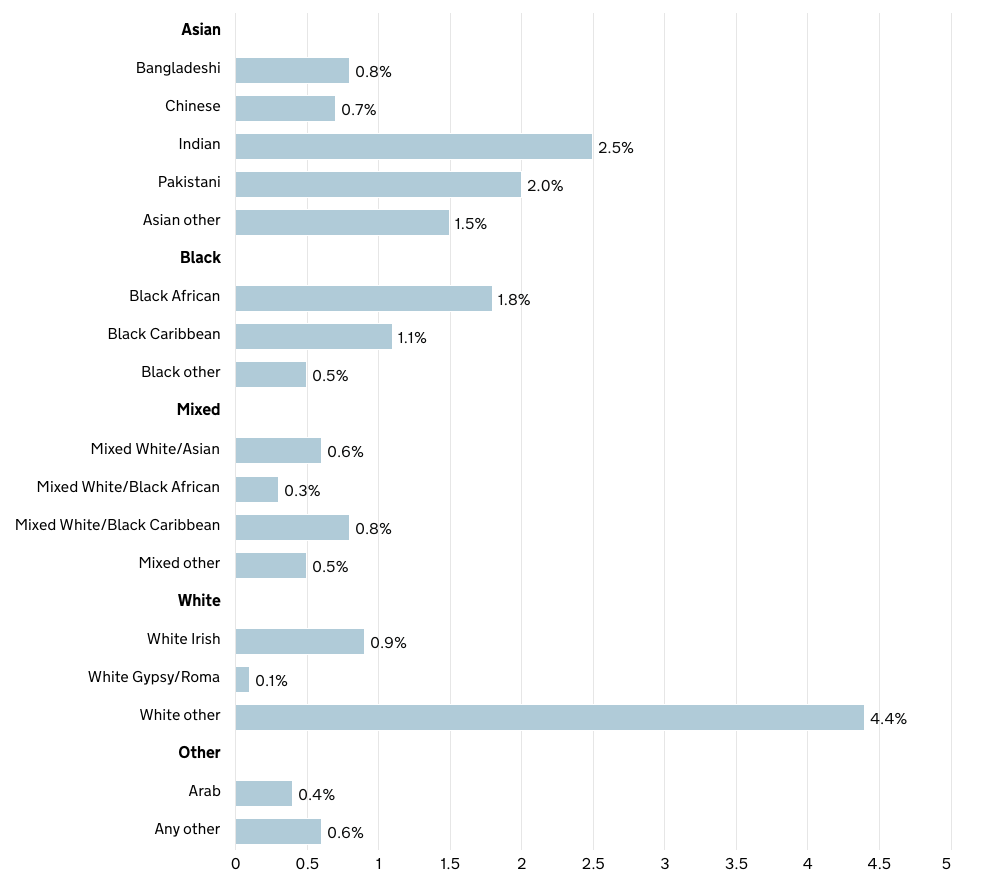 Asian
Bangladeshi 0.8%
Chinese 0.7%
Indian 2.5%
Pakistani 2.0%
Asian other 1.5%
Black
Black African 1.8%
Black Caribbean 1.1%
Black other 0.5%
Mixed
Mixed White/Asian 0.6%
Mixed White/Black African 0.3%
Mixed White/Black Caribbean 0.8%
Mixed other 0.5%
White
White Irish 0.9%
White Gypsy/Roma 0.1%
White other 4.4%
Other
Arab 0.4%
Any other 0.6%
0 0.5 1 1.5 2 2.5 3 3.5 4 4.5 5